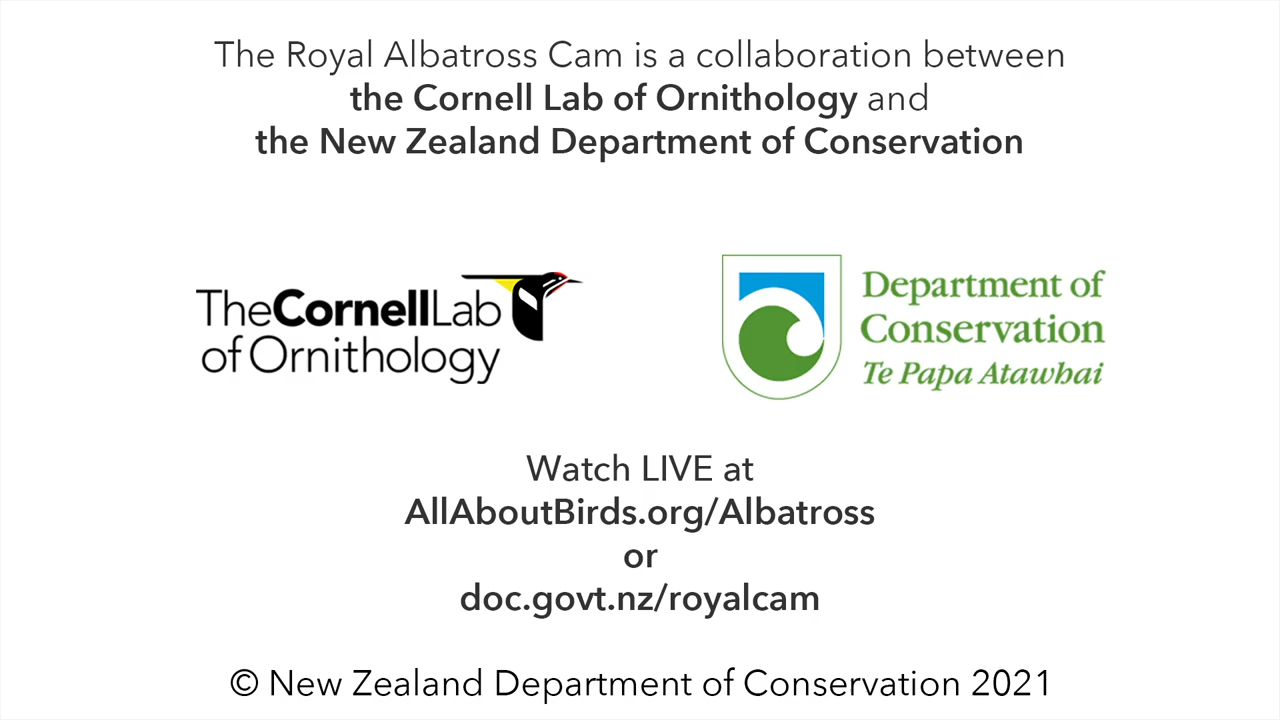 The Royal Albatross Cam is a collaboration between
the Cornell Lab of Ornithology and
the New Zealand Department of Conservation
TheCornellLab
of Ornithology
Department of
Conservation
Te Papa Atawhai
Watch LIVE at
AllAboutBirds.org/Albatross
or
doc.govt.nz/royalcam
© New Zealand Department of Conservation 2021